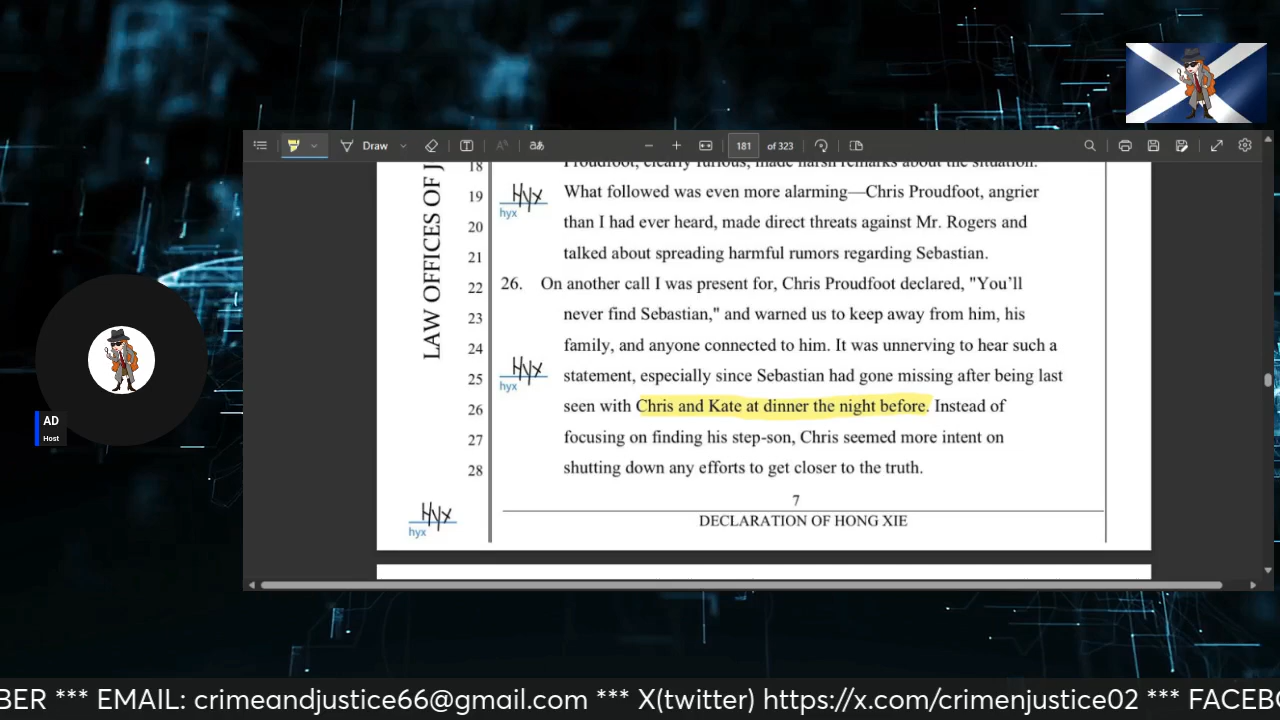 Draw
181 of 323
LAW OFFICES OF J
18 Proudfoot, clearly furious, made harsh remarks about the situation.
19 What followed was even more alarming—Chris Proudfoot, angrier
20 than I had ever heard, made direct threats against Mr. Rogers and
21 talked about spreading harmful rumors regarding Sebastian.
22 26. On another call I was present for, Chris Proudfoot declared, "You'll
23 never find Sebastian," and warned us to keep away from him, his
24 family, and anyone connected to him. It was unnerving to hear such a
25 statement, especially since Sebastian had gone missing after being last
26 seen with Chris and Kate at dinner the night before. Instead of
27 focusing on finding his step-son, Chris seemed more intent on
28 shutting down any efforts to get closer to the truth.
HYX
hyx
HYX
hyx
HYX
hyx
7
DECLARATION OF HONG XIE
AD
Host
BER *** EMAIL: crimeandjustice66@gmail.com *** X(twitter) https://x.com/crimenjustice02 *** FACEB